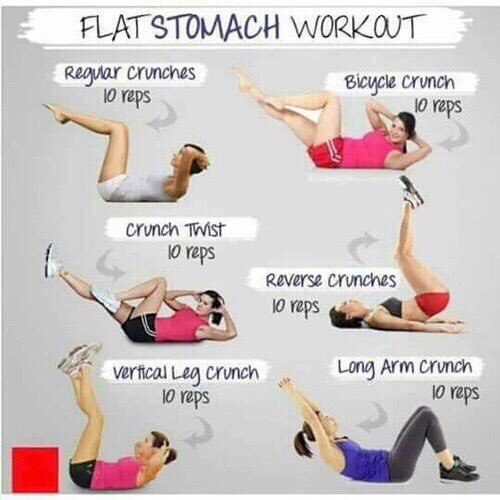 FLAT STOMACH WORKOUT
Regular Crunches
10 reps
Bicycle Crunch
10 reps
Crunch Twist
10 reps
Reverse Crunches
10 reps
Vertical Leg Crunch
10 reps
Long Arm Crunch
10 reps